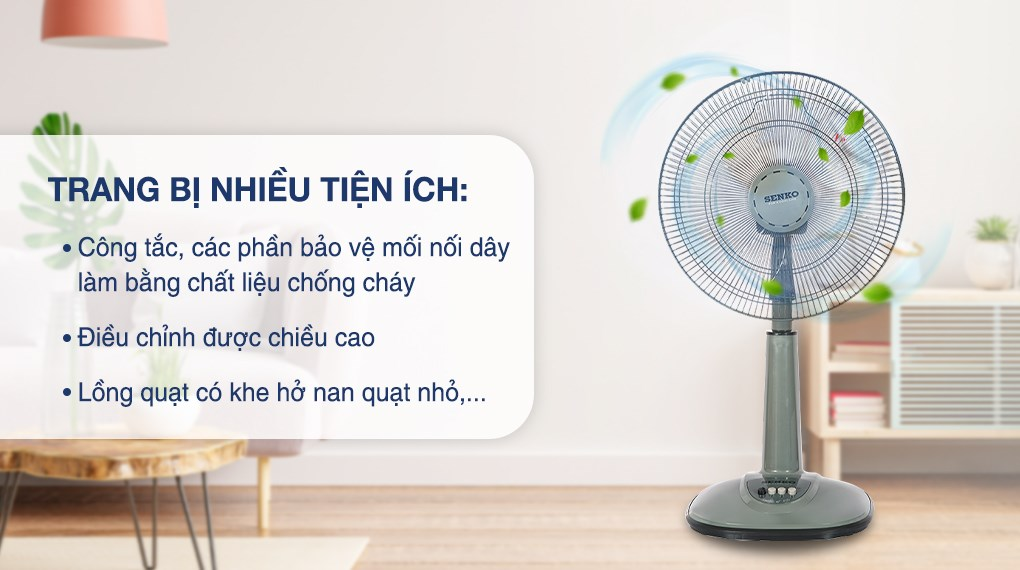 TRANG BỊ NHIỀU TIỆN ÍCH:
• Công tắc, các phần bảo vệ mối nối dây
làm bằng chất liệu chống cháy
• Điều chỉnh được chiều cao
• Lồng quạt có khe hở nan quạt nhỏ,...
SENKO